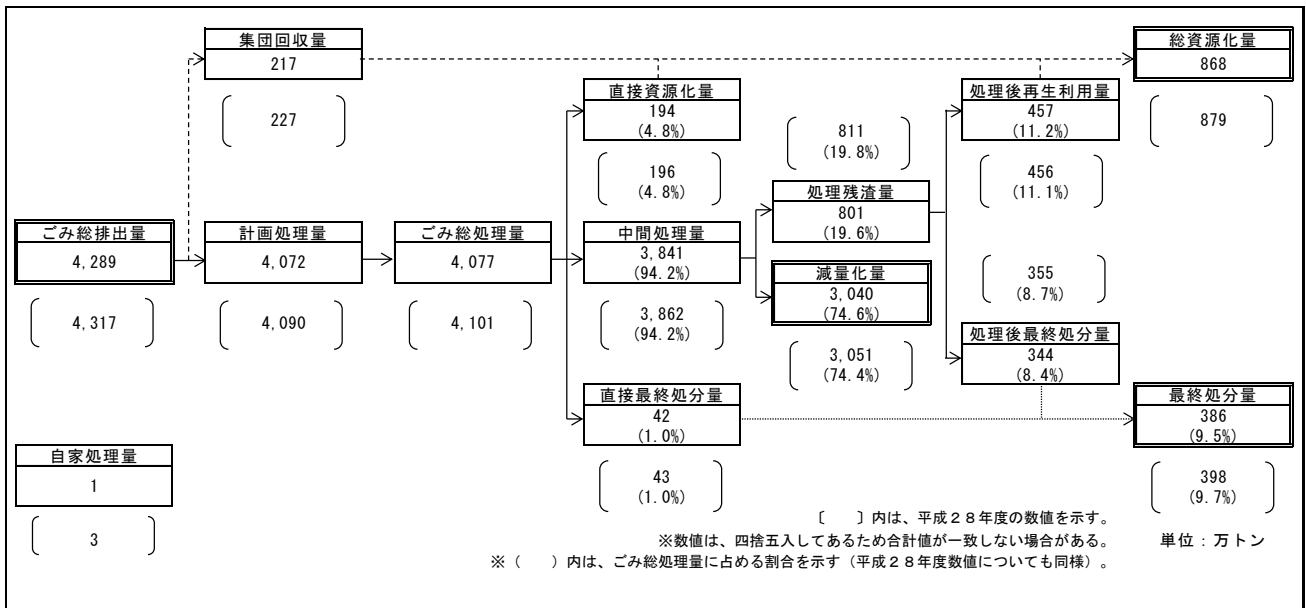 集団回収量
217
227
総資源化量
868
879
直接資源化量
194
(4.8%)
196
(4.8%)
処理後再生利用量
457
(11.2%)
456
(11.1%)
811
(19.8%)
処理残渣量
801
(19.6%)
ごみ総排出量
4,289
4,317
計画処理量
4,072
4,090
ごみ総処理量
4,077
4,101
中間処理量
3,841
(94.2%)
3,862
(94.2%)
減量化量
3,040
(74.6%)
3,051
(74.4%)
355
(8.7%)
処理後最終処分量
344
(8.4%)
直接最終処分量
42
(1.0%)
43
(1.0%)
最終処分量
386
(9.5%)
398
(9.7%)
自家処理量
1
3
〔 〕内は、平成28年度の数値を示す。
※数値は、四捨五入してあるため合計値が一致しない場合がある。
単位:万トン
※( )内は、ごみ総処理量に占める割合を示す(平成28年度数値についても同様)。